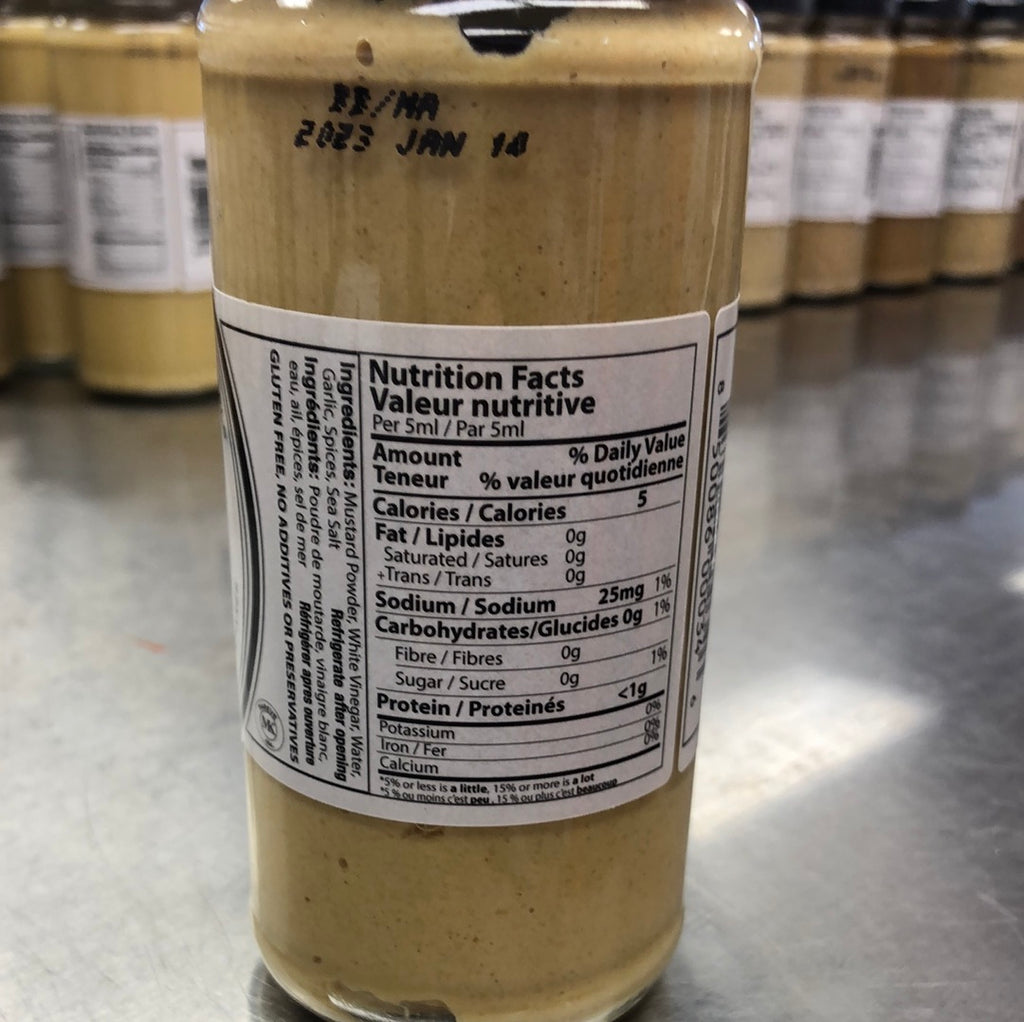 BB/MA
2023 JAN 14
Nutrition Facts
Valeur nutritive
Per 5ml / Par 5ml
Amount % Daily Value
Teneur % valeur quotidienne
Calories / Calories 5
Fat / Lipides 0g
Saturated / Satures 0g
+Trans / Trans 0g
Sodium / Sodium 25mg 1%
Carbohydrates/Glucides 0g 1%
Fibre / Fibres 0g 1%
Sugar / Sucre 0g
Protein / Proteinés <1g
Potassium 0%
Iron / Fer 0%
Calcium 0%
*5% or less is a little, 15% or more is a lot
*5 % ou moins c'est peu, 15 % ou plus c'est beaucoup
Ingredients: Mustard Powder, White Vinegar, Water,
Garlic, Spices, Sea Salt Refrigerate after opening
Ingrédients: Poudre de moutarde, vinaigre blanc,
eau, ail, épices, sel de mer Réfrigérer apres ouverture
GLUTEN FREE, NO ADDITIVES OR PRESERVATIVES
MK